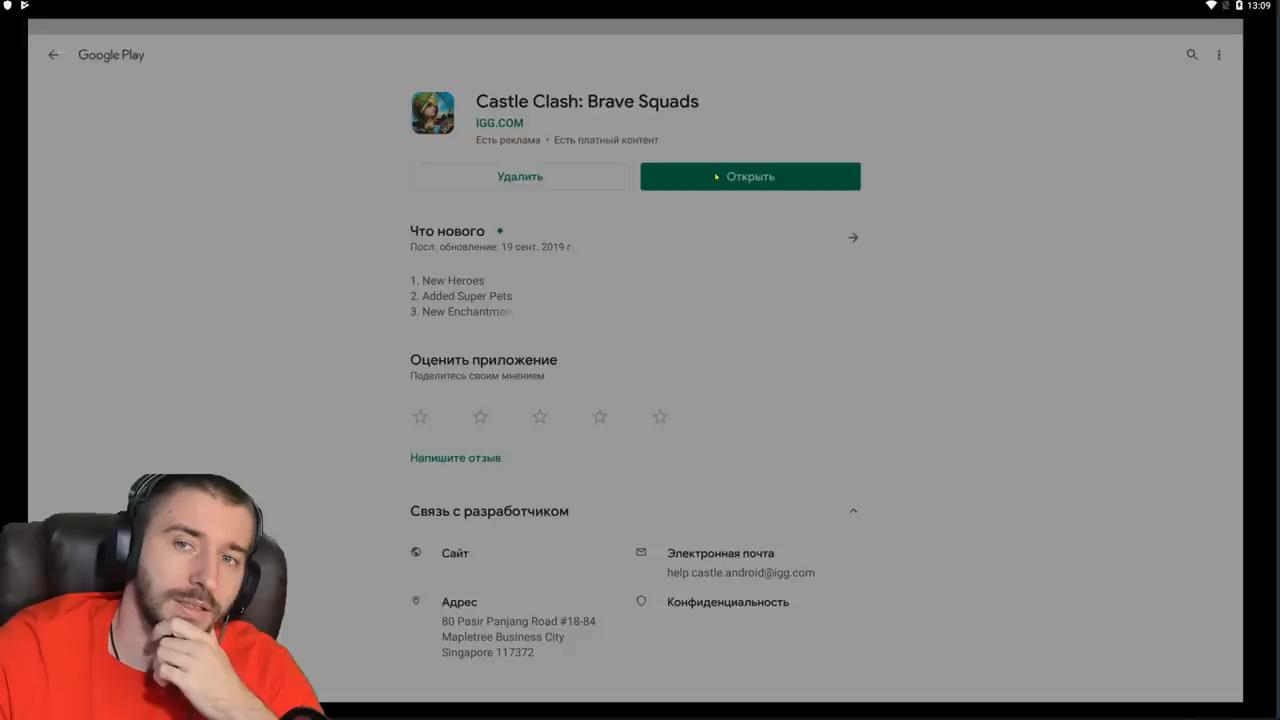 13:09
Google Play
Castle Clash: Brave Squads
IGG.COM
Есть реклама • Есть платный контент
Удалить
Открыть
Что нового
Посл. обновление: 19 сент. 2019 г.
1. New Heroes
2. Added Super Pets
3. New Enchantmen
Оценить приложение
Поделитесь своим мнением
Напишите отзыв
Связь с разработчиком
Сайт
Электронная почта
help.castle.android@igg.com
Адрес
Конфиденциальность
80 Pasir Panjang Road #18-84
Mapletree Business City
Singapore 117372